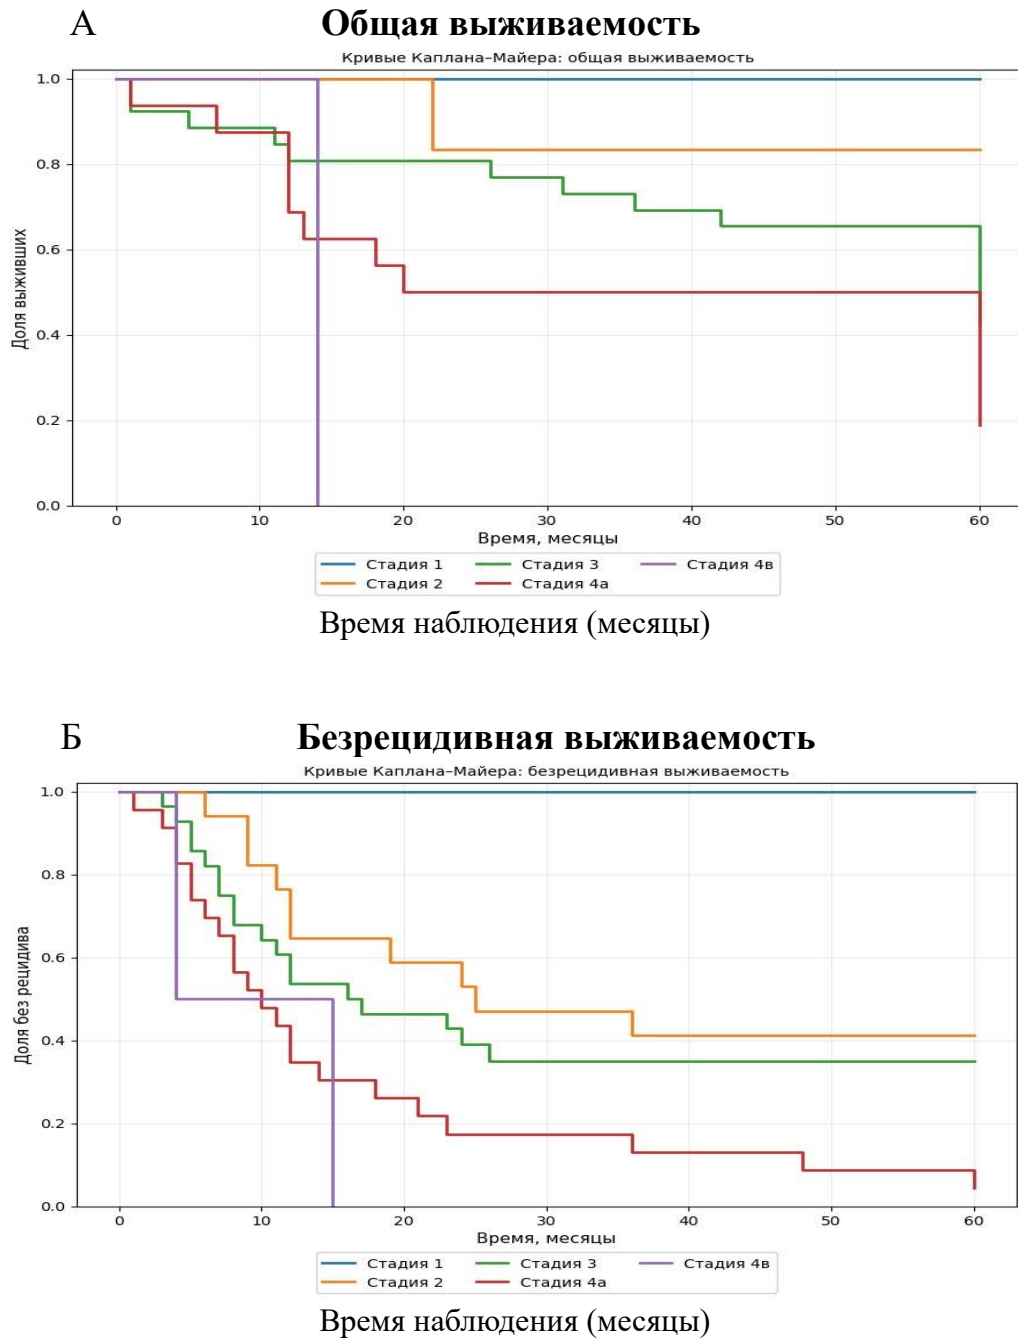 А
Общая выживаемость
Кривые Каплана–Майера: общая выживаемость
Доля выживших
1.0
0.8
0.6
0.4
0.2
0.0
0 10 20 30 40 50 60
Время, месяцы
Стадия 1 Стадия 3 Стадия 4в
Стадия 2 Стадия 4а
Время наблюдения (месяцы)
Б
Безрецидивная выживаемость
Кривые Каплана–Майера: безрецидивная выживаемость
Доля без рецидива
1.0
0.8
0.6
0.4
0.2
0.0
0 10 20 30 40 50 60
Время, месяцы
Стадия 1 Стадия 3 Стадия 4в
Стадия 2 Стадия 4а
Время наблюдения (месяцы)